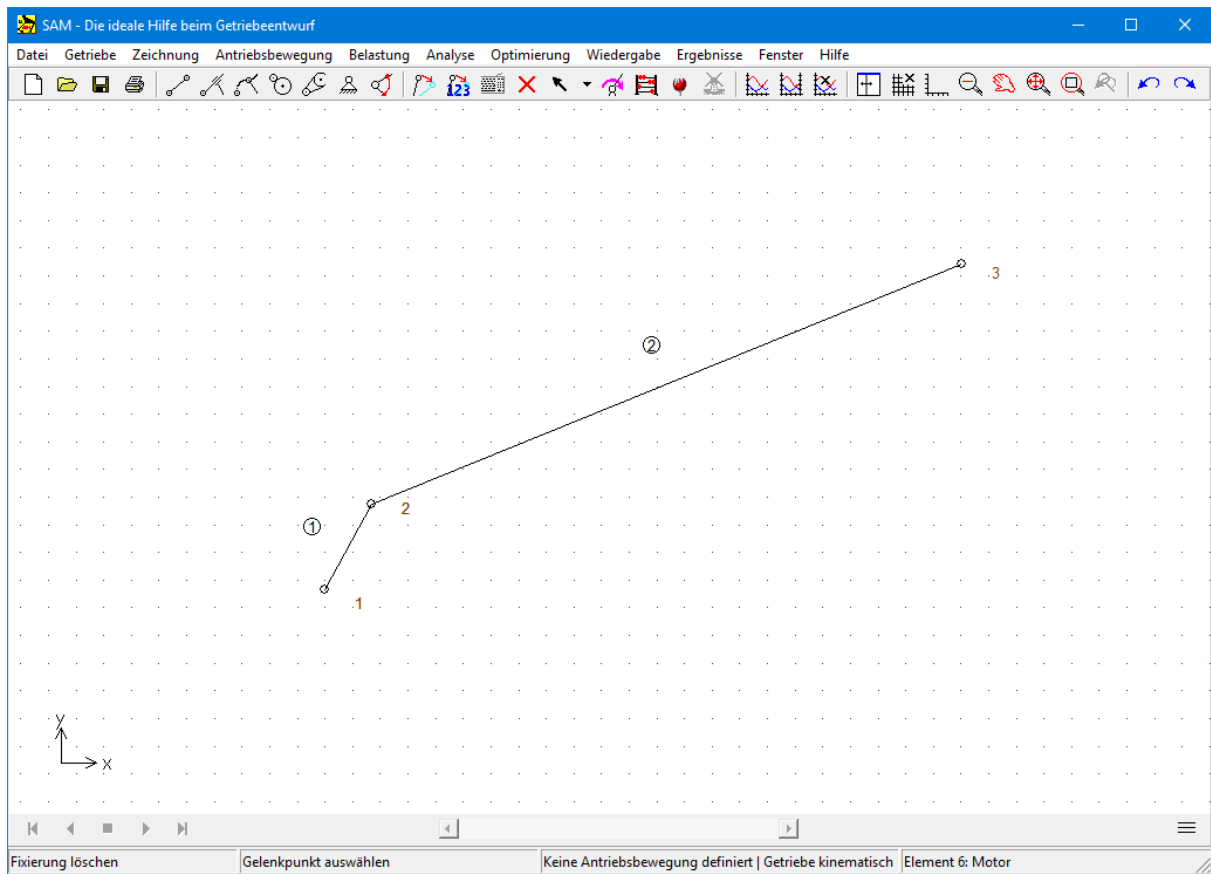 SAM - Die ideale Hilfe beim Getriebeentwurf
Datei Getriebe Zeichnung Antriebsbewegung Belastung Analyse Optimierung Wiedergabe Ergebnisse Fenster Hilfe
123
3
2
2
1
1
y
x
Fixierung löschen Gelenkpunkt auswählen Keine Antriebsbewegung definiert | Getriebe kinematisch Element 6: Motor